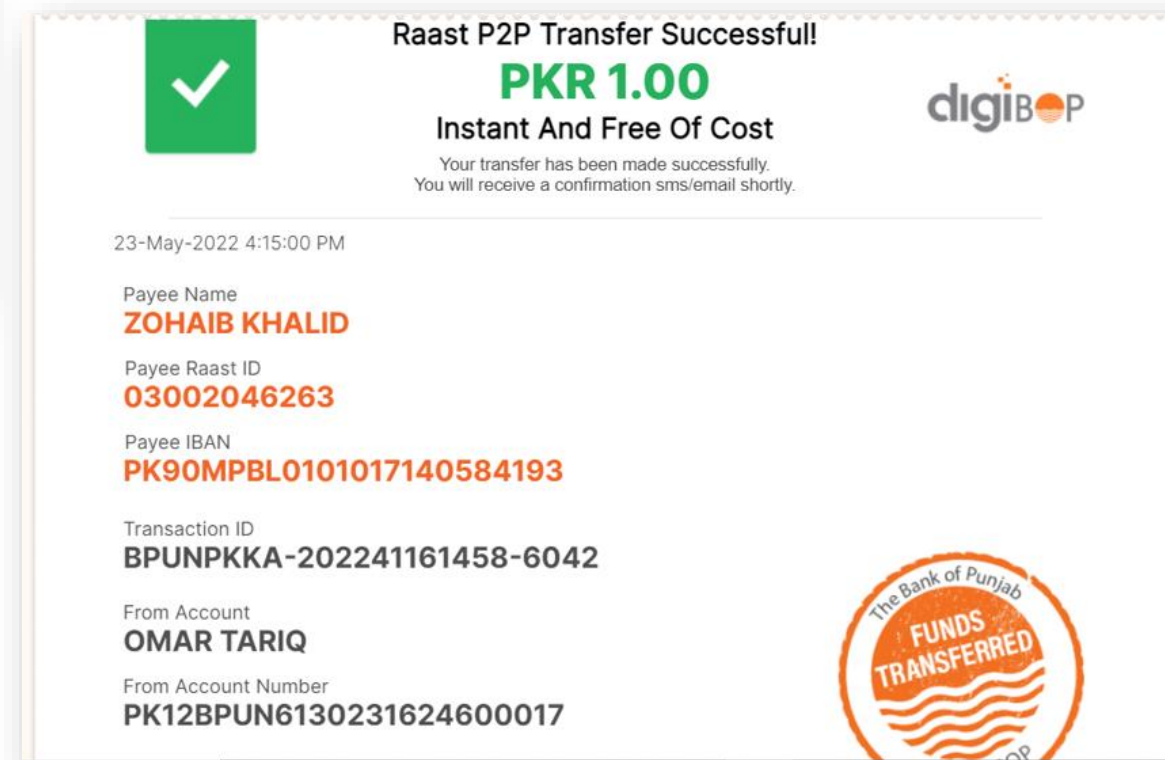 Raast P2P Transfer Successful!
PKR 1.00
Instant And Free Of Cost
Your transfer has been made successfully.
You will receive a confirmation sms/email shortly.
digiBOP
23-May-2022 4:15:00 PM
Payee Name
ZOHAIB KHALID
Payee Raast ID
03002046263
Payee IBAN
PK90MPBL0101017140584193
Transaction ID
BPUNPKKA-202241161458-6042
From Account
OMAR TARIQ
From Account Number
PK12BPUN6130231624600017
The Bank of Punjab
FUNDS
TRANSFERRED